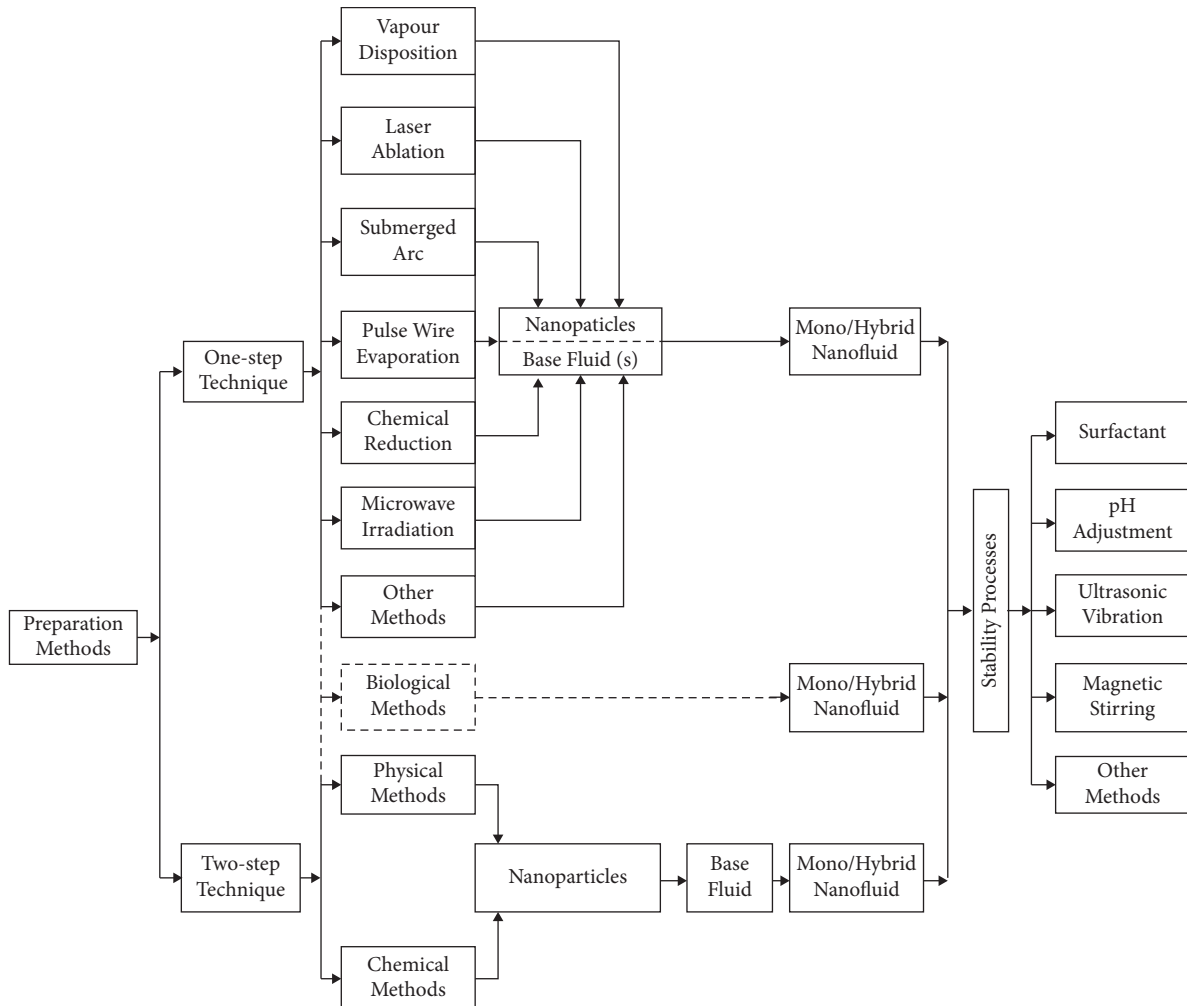 Preparation
Methods
One-step
Technique
Two-step
Technique
Vapour
Disposition
Laser
Ablation
Submerged
Arc
Pulse Wire
Evaporation
Chemical
Reduction
Microwave
Irradiation
Other
Methods
Biological
Methods
Physical
Methods
Chemical
Methods
Nanopaticles
Base Fluid (s)
Nanoparticles
Base
Fluid
Mono/Hybrid
Nanofluid
Mono/Hybrid
Nanofluid
Mono/Hybrid
Nanofluid
Stability Processes
Surfactant
pH
Adjustment
Ultrasonic
Vibration
Magnetic
Stirring
Other
Methods